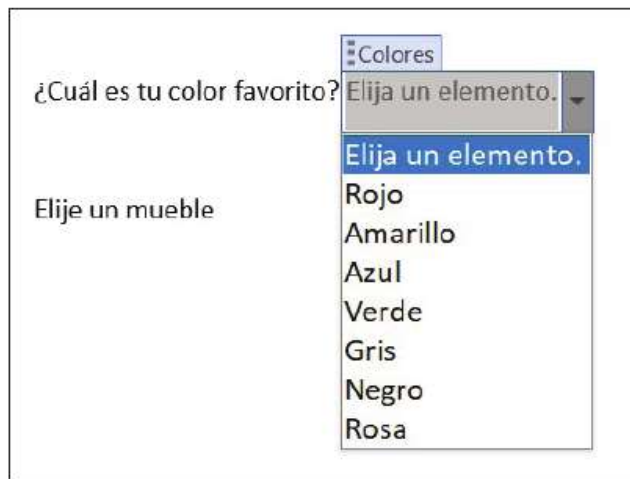 Colores
¿Cuál es tu color favorito? Elija un elemento.
Elija un elemento.
Rojo
Elije un mueble
Amarillo
Azul
Verde
Gris
Negro
Rosa